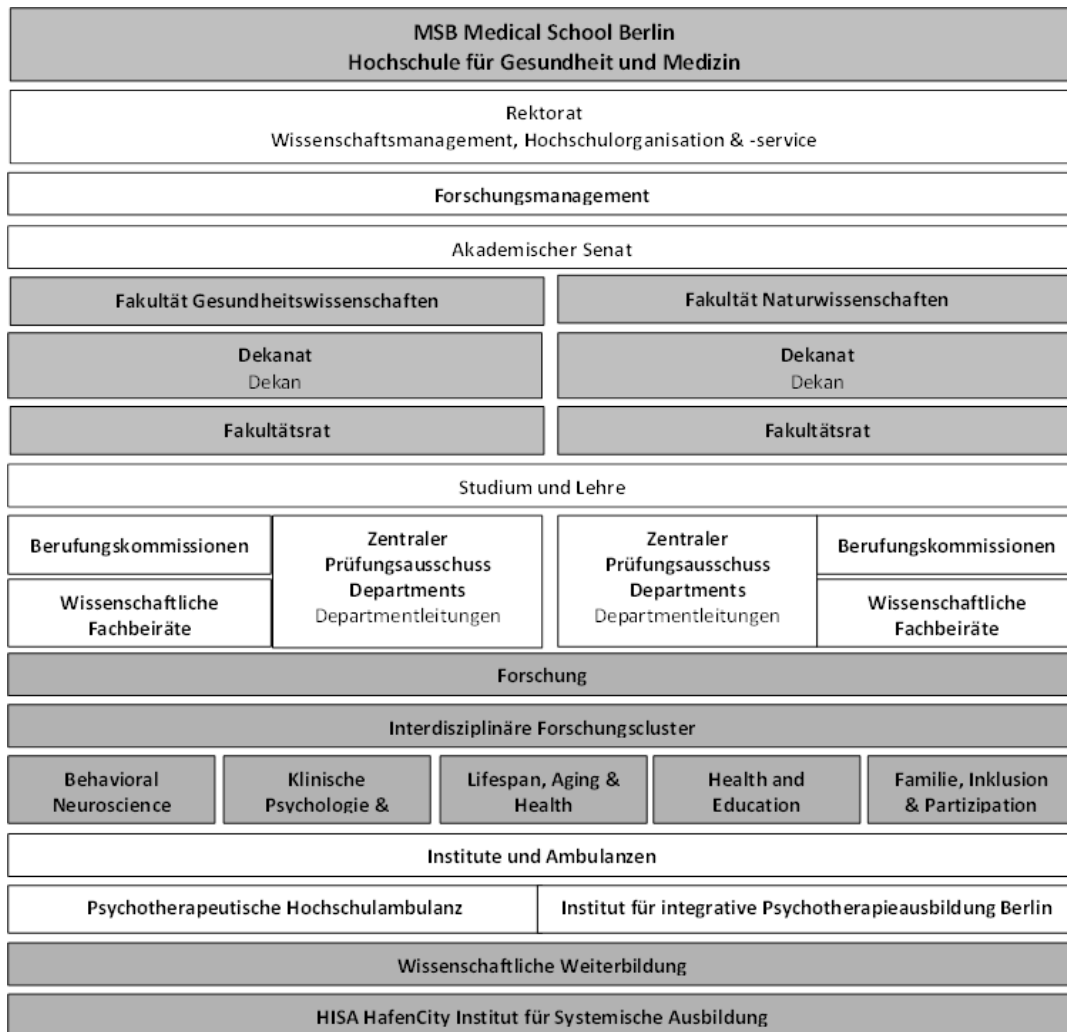 MSB Medical School Berlin
Hochschule für Gesundheit und Medizin
Rektorat
Wissenschaftsmanagement, Hochschulorganisation & -service
Forschungsmanagement
Akademischer Senat
Fakultät Gesundheitswissenschaften
Fakultät Naturwissenschaften
Dekanat
Dekan
Dekanat
Dekan
Fakultätsrat
Fakultätsrat
Studium und Lehre
Berufungskommissionen
Wissenschaftliche
Fachbeiräte
Zentraler
Prüfungsausschuss
Departments
Departmentleitungen
Zentraler
Prüfungsausschuss
Departments
Departmentleitungen
Berufungskommissionen
Wissenschaftliche
Fachbeiräte
Forschung
Interdisziplinäre Forschungscluster
Behavioral
Neuroscience
Klinische
Psychologie &
Lifespan, Aging &
Health
Health and
Education
Familie, Inklusion
& Partizipation
Institute und Ambulanzen
Psychotherapeutische Hochschulambulanz
Institut für integrative Psychotherapieausbildung Berlin
Wissenschaftliche Weiterbildung
HISA HafenCity Institut für Systemische Ausbildung